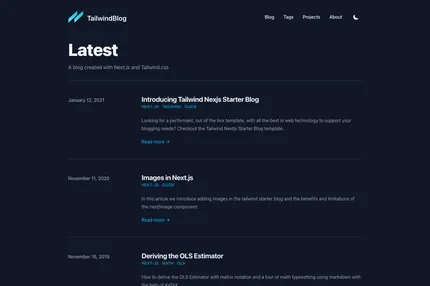 TailwindBlog
Blog Tags Projects About
Latest
A blog created with Next.js and Tailwind.css
January 12, 2021
Introducing Tailwind Nexjs Starter Blog
NEXT-JS TAILWIND GUIDE
Looking for a performant, out of the box template, with all the best in web technology to support your
blogging needs? Checkout the Tailwind Nextjs Starter Blog template.
Read more →
November 11, 2020
Images in Next.js
NEXT-JS GUIDE
In this article we introduce adding images in the tailwind starter blog and the benefits and limitations of
the next/image component.
Read more →
November 16, 2019
Deriving the OLS Estimator
NEXT-JS MATH OLS
How to derive the OLS Estimator with matrix notation and a tour of math typesetting using markdown with
the help of KaTeX.